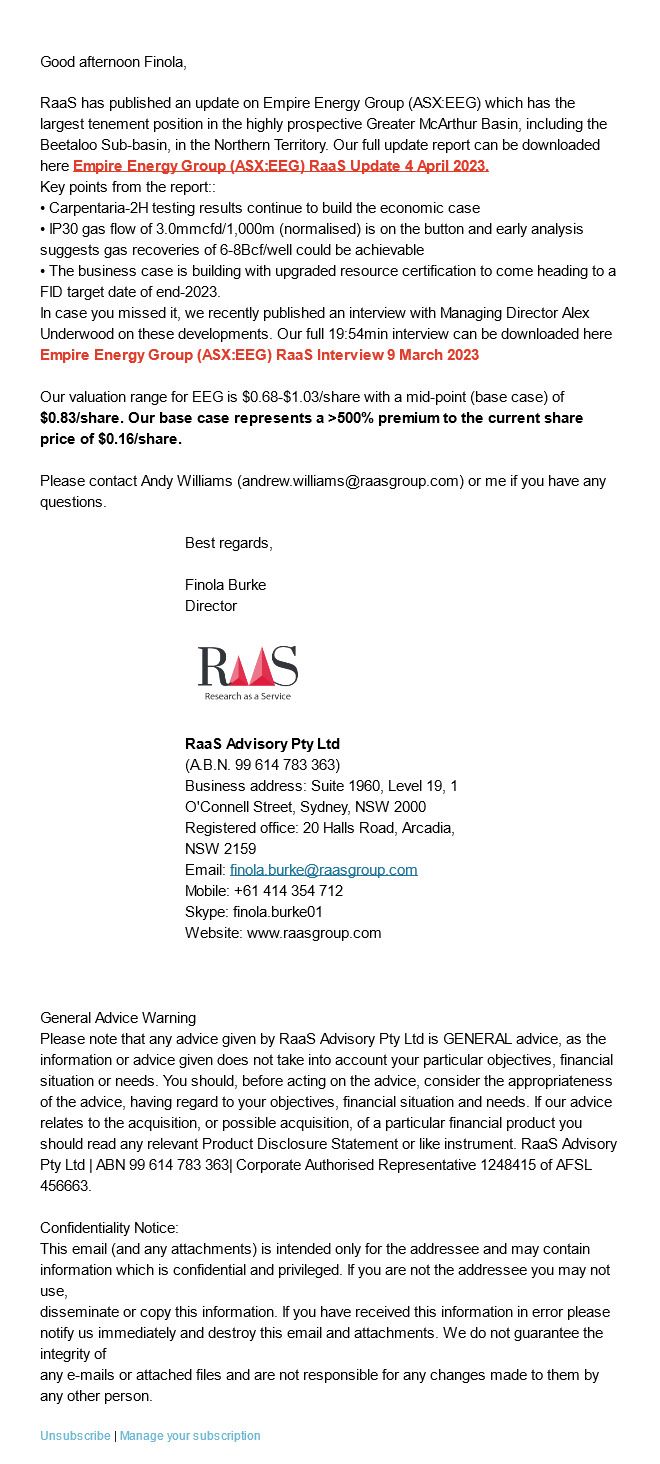 Good afternoon Finola,
RaaS has published an update on Empire Energy Group (ASX:EEG) which has the
largest tenement position in the highly prospective Greater McArthur Basin, including the
Beetaloo Sub-basin, in the Northern Territory. Our full update report can be downloaded
here Empire Energy Group (ASX:EEG) RaaS Update 4 April 2023.
Key points from the report::
• Carpentaria-2H testing results continue to build the economic case
• IP30 gas flow of 3.0mmcfd/1,000m (normalised) is on the button and early analysis
suggests gas recoveries of 6-8Bcf/well could be achievable
• The business case is building with upgraded resource certification to come heading to a
FID target date of end-2023.
In case you missed it, we recently published an interview with Managing Director Alex
Underwood on these developments. Our full 19:54min interview can be downloaded here
Empire Energy Group (ASX:EEG) RaaS Interview 9 March 2023
Our valuation range for EEG is $0.68-$1.03/share with a mid-point (base case) of
$0.83/share. Our base case represents a >500% premium to the current share
price of $0.16/share.
Please contact Andy Williams (andrew.williams@raasgroup.com) or me if you have any
questions.
Best regards,
Finola Burke
Director
RaaS
Research as a Service
RaaS Advisory Pty Ltd
(A.B.N. 99 614 783 363)
Business address: Suite 1960, Level 19, 1
O'Connell Street, Sydney, NSW 2000
Registered office: 20 Halls Road, Arcadia,
NSW 2159
Email: finola.burke@raasgroup.com
Mobile: +61 414 354 712
Skype: finola.burke01
Website: www.raasgroup.com
General Advice Warning
Please note that any advice given by RaaS Advisory Pty Ltd is GENERAL advice, as the
information or advice given does not take into account your particular objectives, financial
situation or needs. You should, before acting on the advice, consider the appropriateness
of the advice, having regard to your objectives, financial situation and needs. If our advice
relates to the acquisition, or possible acquisition, of a particular financial product you
should read any relevant Product Disclosure Statement or like instrument. RaaS Advisory
Pty Ltd | ABN 99 614 783 363| Corporate Authorised Representative 1248415 of AFSL
456663.
Confidentiality Notice:
This email (and any attachments) is intended only for the addressee and may contain
information which is confidential and privileged. If you are not the addressee you may not
use,
disseminate or copy this information. If you have received this information in error please
notify us immediately and destroy this email and attachments. We do not guarantee the
integrity of
any e-mails or attached files and are not responsible for any changes made to them by
any other person.
Unsubscribe | Manage your subscription